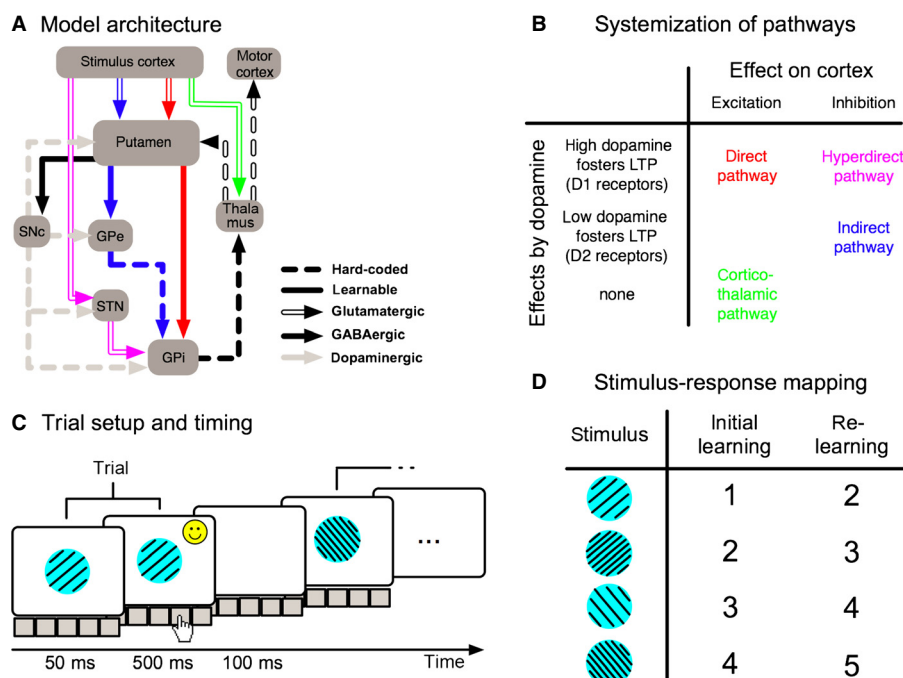 A Model architecture
Stimulus cortex
Motor
cortex
Putamen
SNc
GPe
Thala
mus
STN
GPi
Hard-coded
Learnable
Glutamatergic
GABAergic
Dopaminergic
B Systemization of pathways
Effect on cortex
Excitation Inhibition
Effects by dopamine
High dopamine
fosters LTP
(D1 receptors)
Direct
pathway
Hyperdirect
pathway
Low dopamine
fosters LTP
(D2 receptors)
Indirect
pathway
none
Cortico-
thalamic
pathway
C Trial setup and timing
Trial
...
50 ms 500 ms 100 ms Time
D Stimulus-response mapping
Stimulus
Initial
learning
Re-
learning
1 2
2 3
3 4
4 5